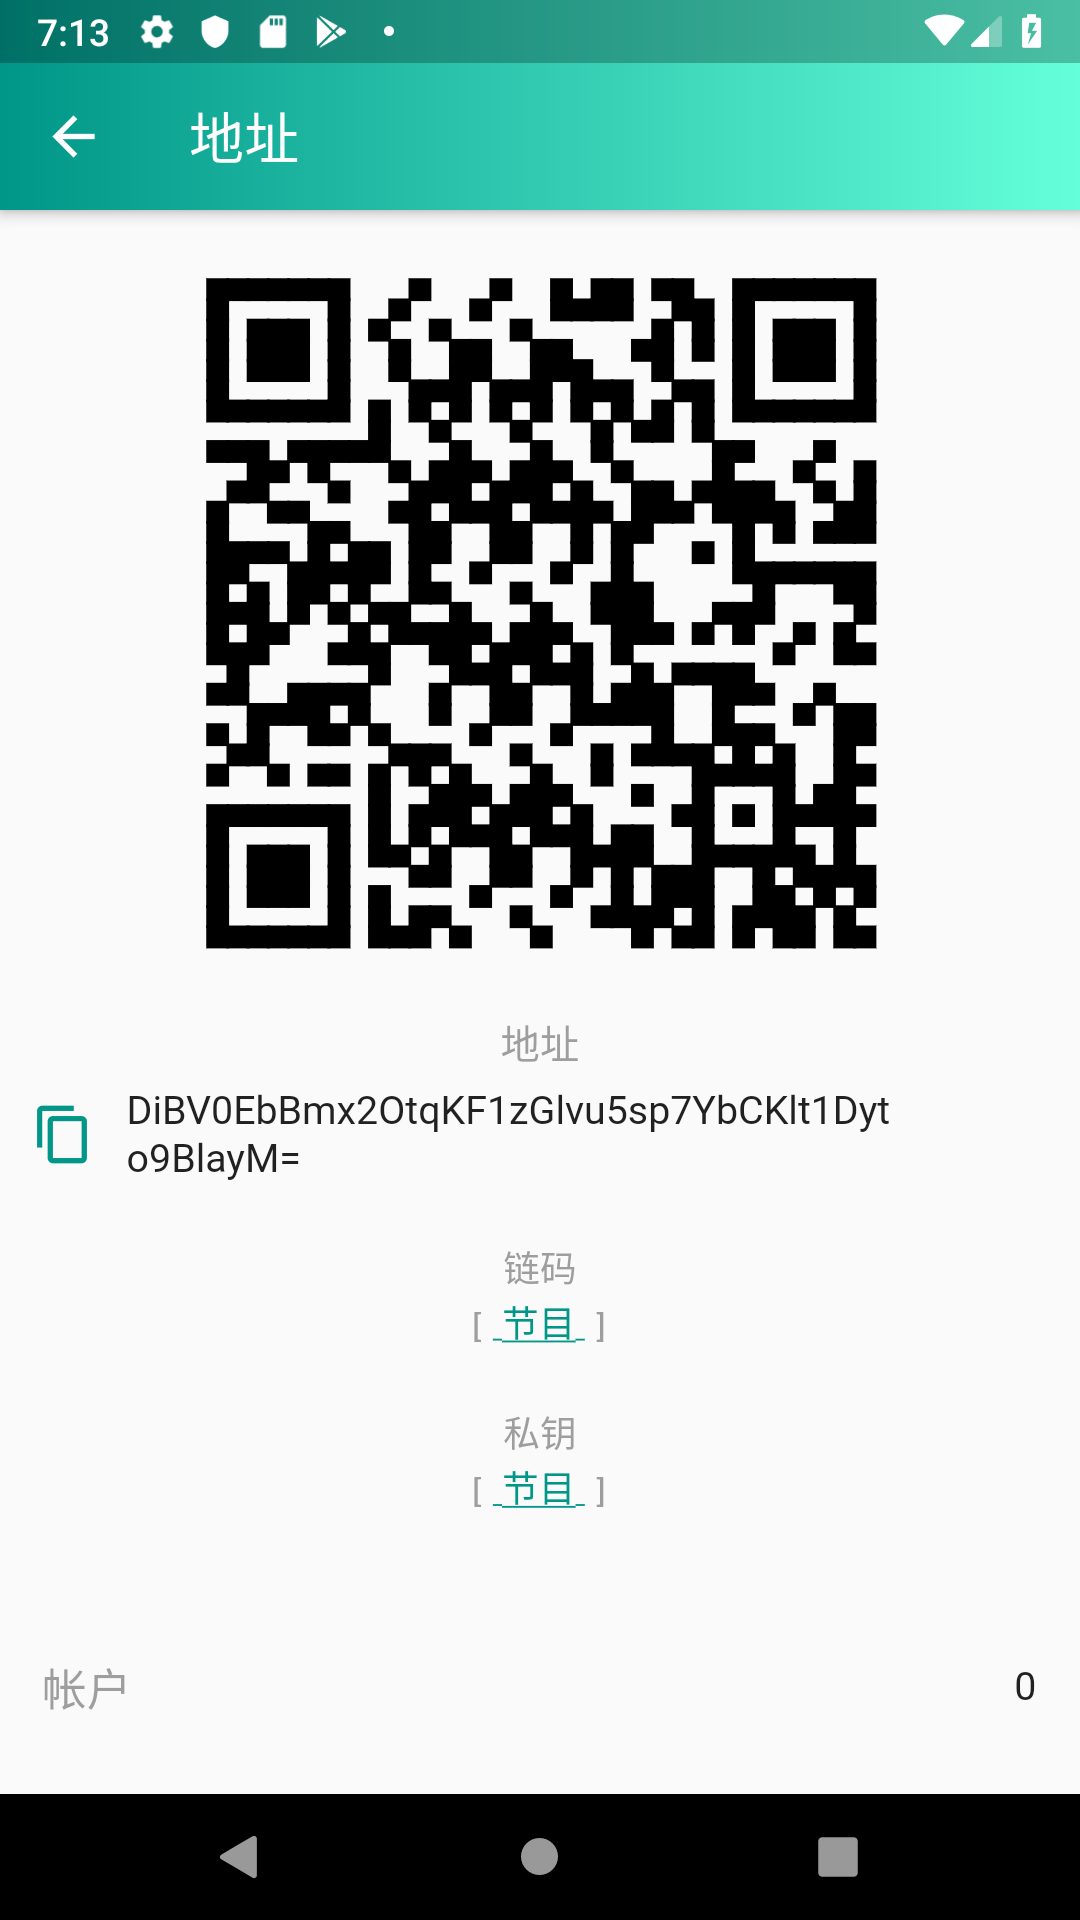 7:13
地址
地址
DiBV0EbBmx2OtqKF1zGlvu5sp7YbCKlt1Dyt
o9BlayM=
链码
[ 节目 ]
私钥
[ 节目 ]
帐户 0